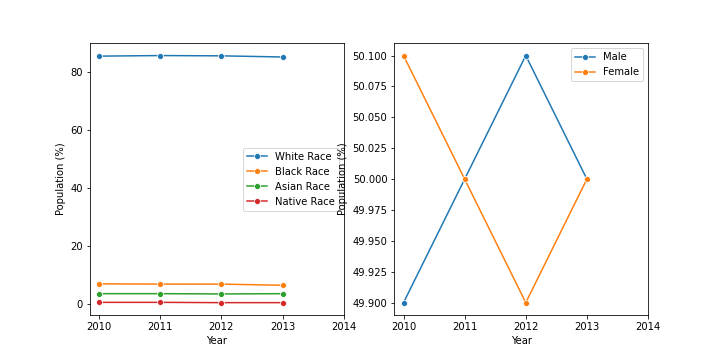 80
60
40
20
0
Population (%)
2010 2011 2012 2013 2014
Year
White Race
Black Race
Asian Race
Native Race
50.100
50.075
50.050
50.025
50.000
49.975
49.950
49.925
49.900
Population (%)
2010 2011 2012 2013 2014
Year
Male
Female